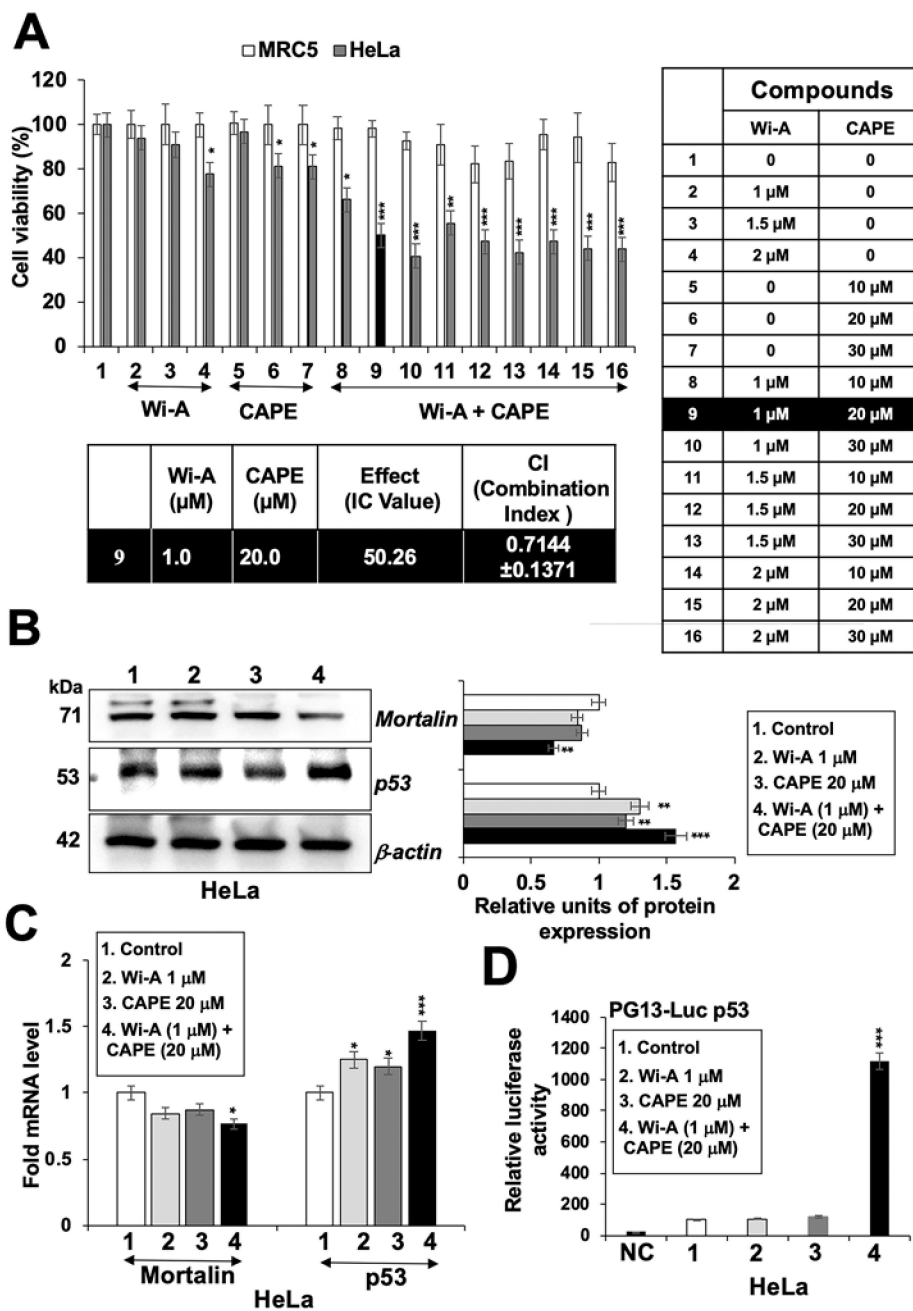 A
MRC5 HeLa
Cell viability (%)
120
100
80
60
40
20
0
* * * * *** *** ** *** *** *** *** ***
1 2 3 4 5 6 7 8 9 10 11 12 13 14 15 16
Wi-A CAPE Wi-A + CAPE
Compounds
Wi-A CAPE
1 0 0
2 1 µM 0
3 1.5 µM 0
4 2 µM 0
5 0 10 µM
6 0 20 µM
7 0 30 µM
8 1 µM 10 µM
9 1 µM 20 µM
10 1 µM 30 µM
11 1.5 µM 10 µM
12 1.5 µM 20 µM
13 1.5 µM 30 µM
14 2 µM 10 µM
15 2 µM 20 µM
16 2 µM 30 µM
Wi-A (µM) CAPE (µM) Effect (IC Value) CI (Combination Index )
9 1.0 20.0 50.26 0.7144 ±0.1371
B
1 2 3 4
kDa
71 Mortalin
53 p53
42 β-actin
HeLa
**
**
**
***
0 0.5 1 1.5 2
Relative units of protein
expression
1. Control
2. Wi-A 1 µM
3. CAPE 20 µM
4. Wi-A (1 µM) +
CAPE (20 µM)
C
1. Control
2. Wi-A 1 µM
3. CAPE 20 µM
4. Wi-A (1 µM) +
CAPE (20 µM)
Fold mRNA level
2
1.5
1
0.5
0
* * * ***
1 2 3 4 1 2 3 4
Mortalin p53
HeLa
D
PG13-Luc p53
1. Control
2. Wi-A 1 µM
3. CAPE 20 µM
4. Wi-A (1 µM) +
CAPE (20 µM)
Relative luciferase
activity
1400
1200
1000
800
600
400
200
0
***
NC 1 2 3 4
HeLa